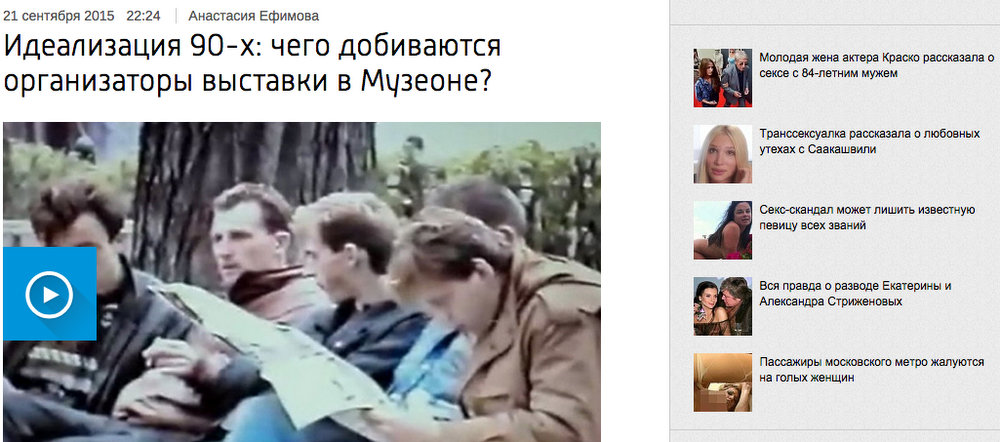 21 сентября 2015 22:24 Анастасия Ефимова
Идеализация 90-х: чего добиваются
организаторы выставки в Музеоне?
Молодая жена актера Краско рассказала о
сексе с 84-летним мужем
Транссексуалка рассказала о любовных
утехах с Саакашвили
Секс-скандал может лишить известную
певицу всех званий
Вся правда о разводе Екатерины и
Александра Стриженовых
Пассажиры московского метро жалуются
на голых женщин